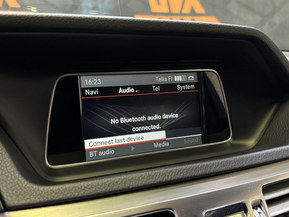 16:23 Telia FI
Navi Audio Tel System
No Bluetooth audio device
connected.
Connect last device
BT audio Media